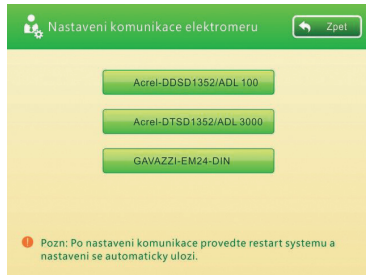 Nastaveni komunikace elektromeru
Zpet
Acrel-DDSD1352/ADL 100
Acrel-DTSD1352/ADL 3000
GAVAZZI-EM24-DIN
Pozn: Po nastaveni komunikace provedte restart systemu a
nastaveni se automaticky ulozi.